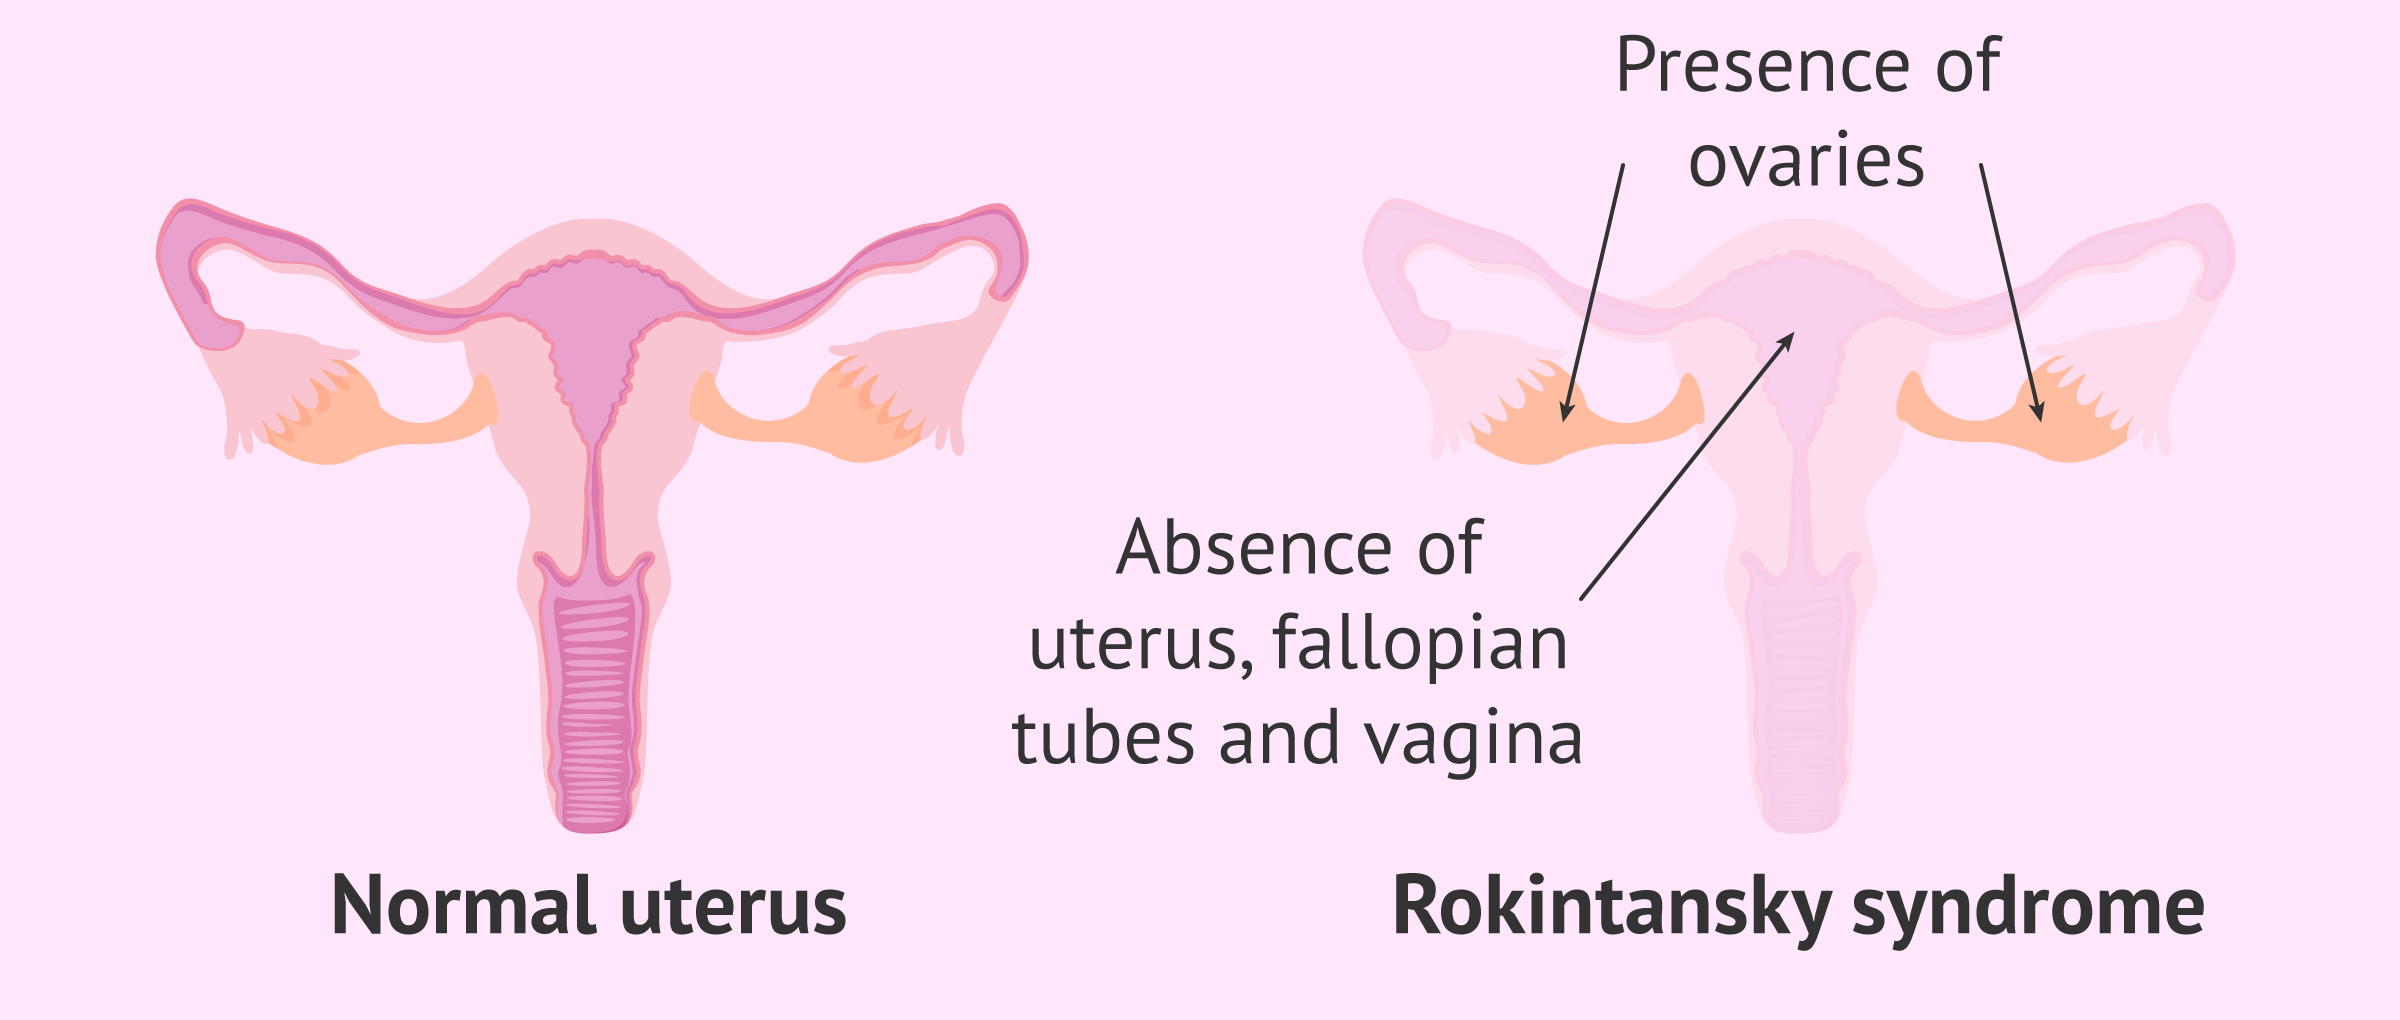 Presence of
ovaries
Absence of
uterus, fallopian
tubes and vagina
Normal uterus
Rokintansky syndrome